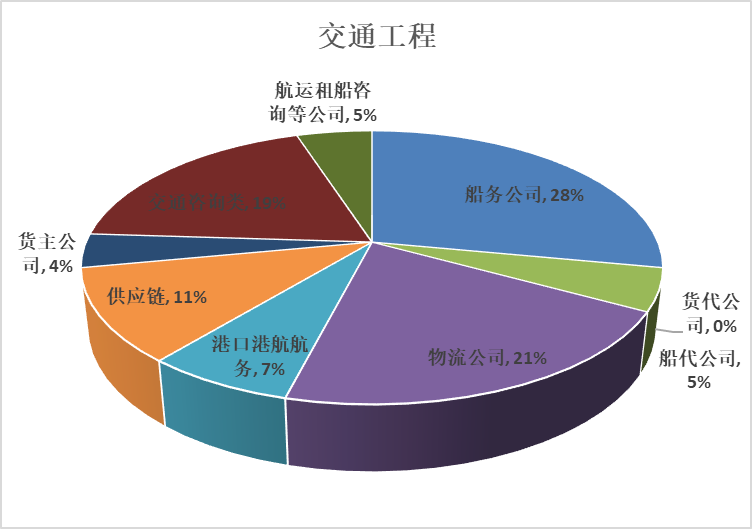 交通工程
航运租船咨
询等公司, 5%
船务公司, 28%
货主公
司, 4%
供应链, 11%
港口港航航
务, 7%
物流公司, 21%
货代公
司, 0%
船代公司,
5%